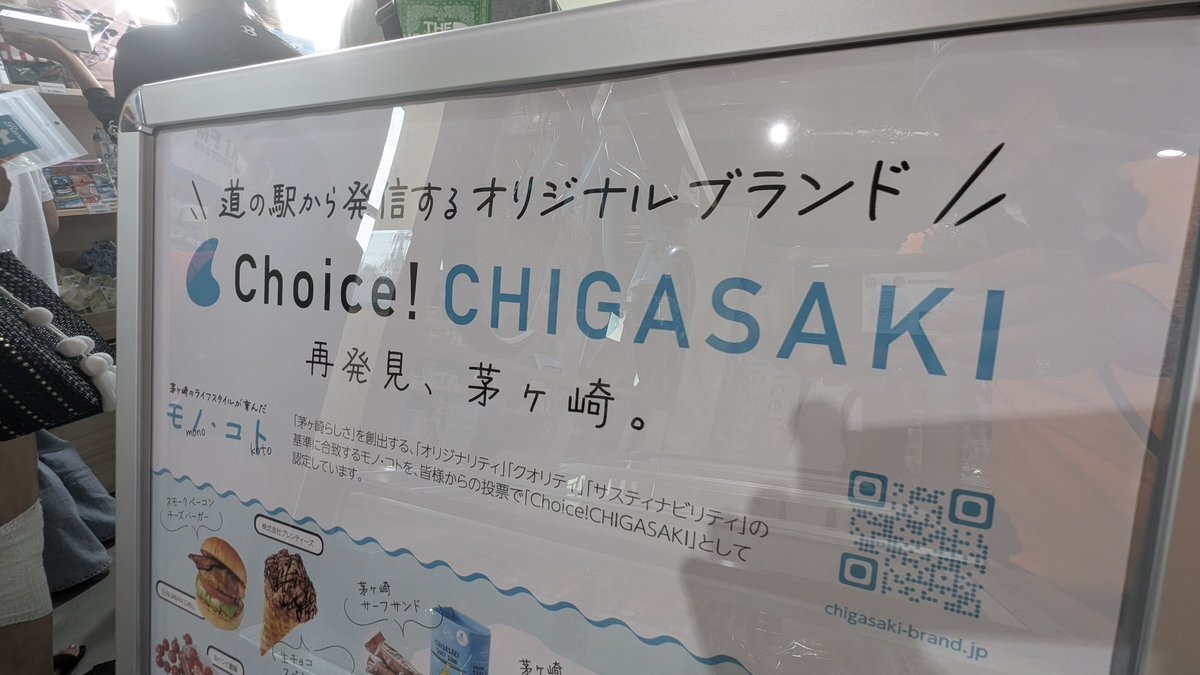 THE
B
道の駅から発信するオリジナルブランド
Choice! CHIGASAKI
再発見、茅ヶ崎。
茅ヶ崎のライフスタイルが育んだ
モノ・コト
mono koto
「茅ヶ崎らしさ」を創出する、「オリジナリティ」「クオリティ」「サスティナビリティ」の
基準に合致するモノ・コトを、皆様からの投票で「Choice!CHIGASAKI」として
認定しています。
chigasaki-brand.jp
スモークベーコン
チーズバーガー
株式会社プレンティーズ
SUBURBAN GRILL
茅ヶ崎
サーフサンド
生チョコ
CHIGASAKI
茅ヶ崎